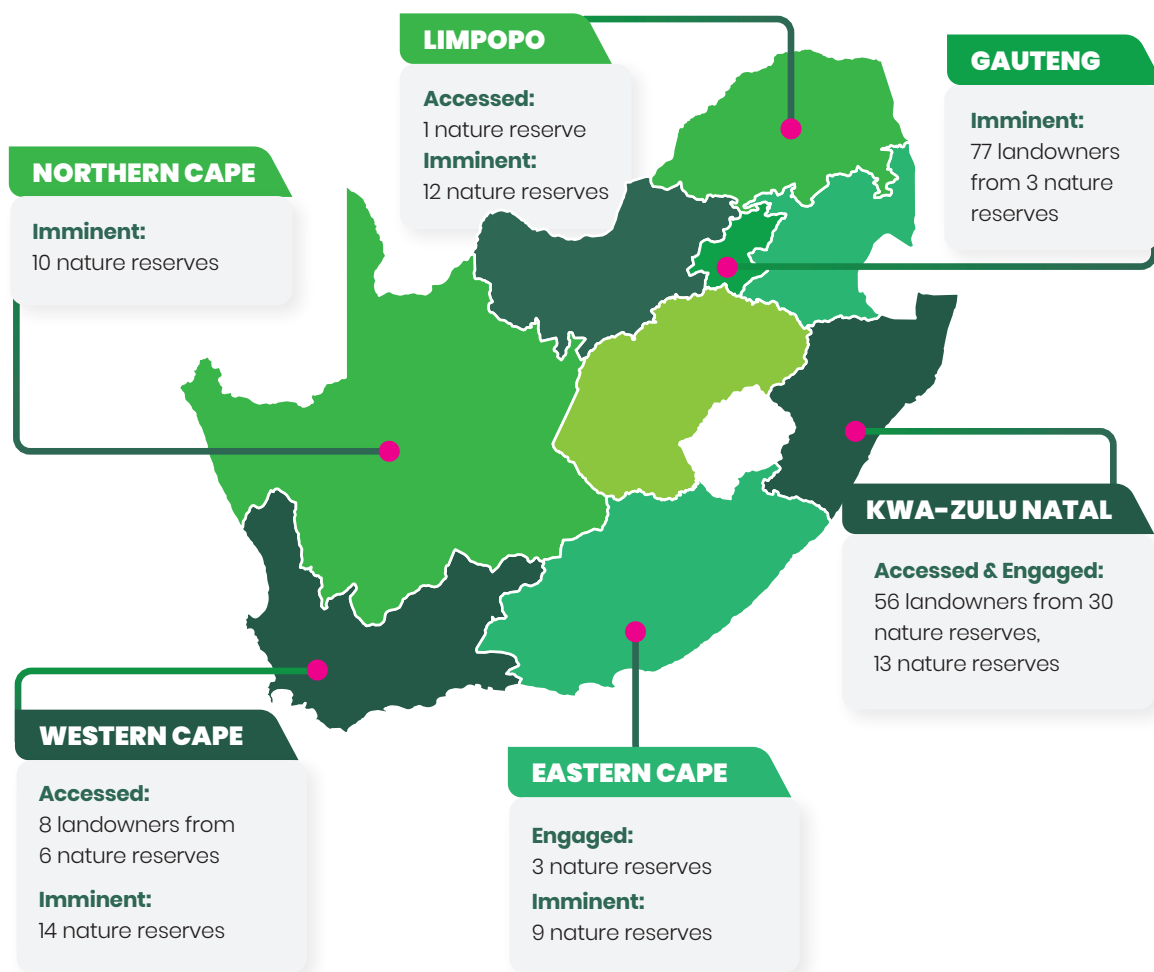 LIMPOPO
Accessed:
1 nature reserve
Imminent:
12 nature reserves
GAUTENG
Imminent:
77 landowners
from 3 nature
reserves
NORTHERN CAPE
Imminent:
10 nature reserves
KWA-ZULU NATAL
Accessed & Engaged:
56 landowners from 30
nature reserves,
13 nature reserves
WESTERN CAPE
Accessed:
8 landowners from
6 nature reserves
Imminent:
14 nature reserves
EASTERN CAPE
Engaged:
3 nature reserves
Imminent:
9 nature reserves